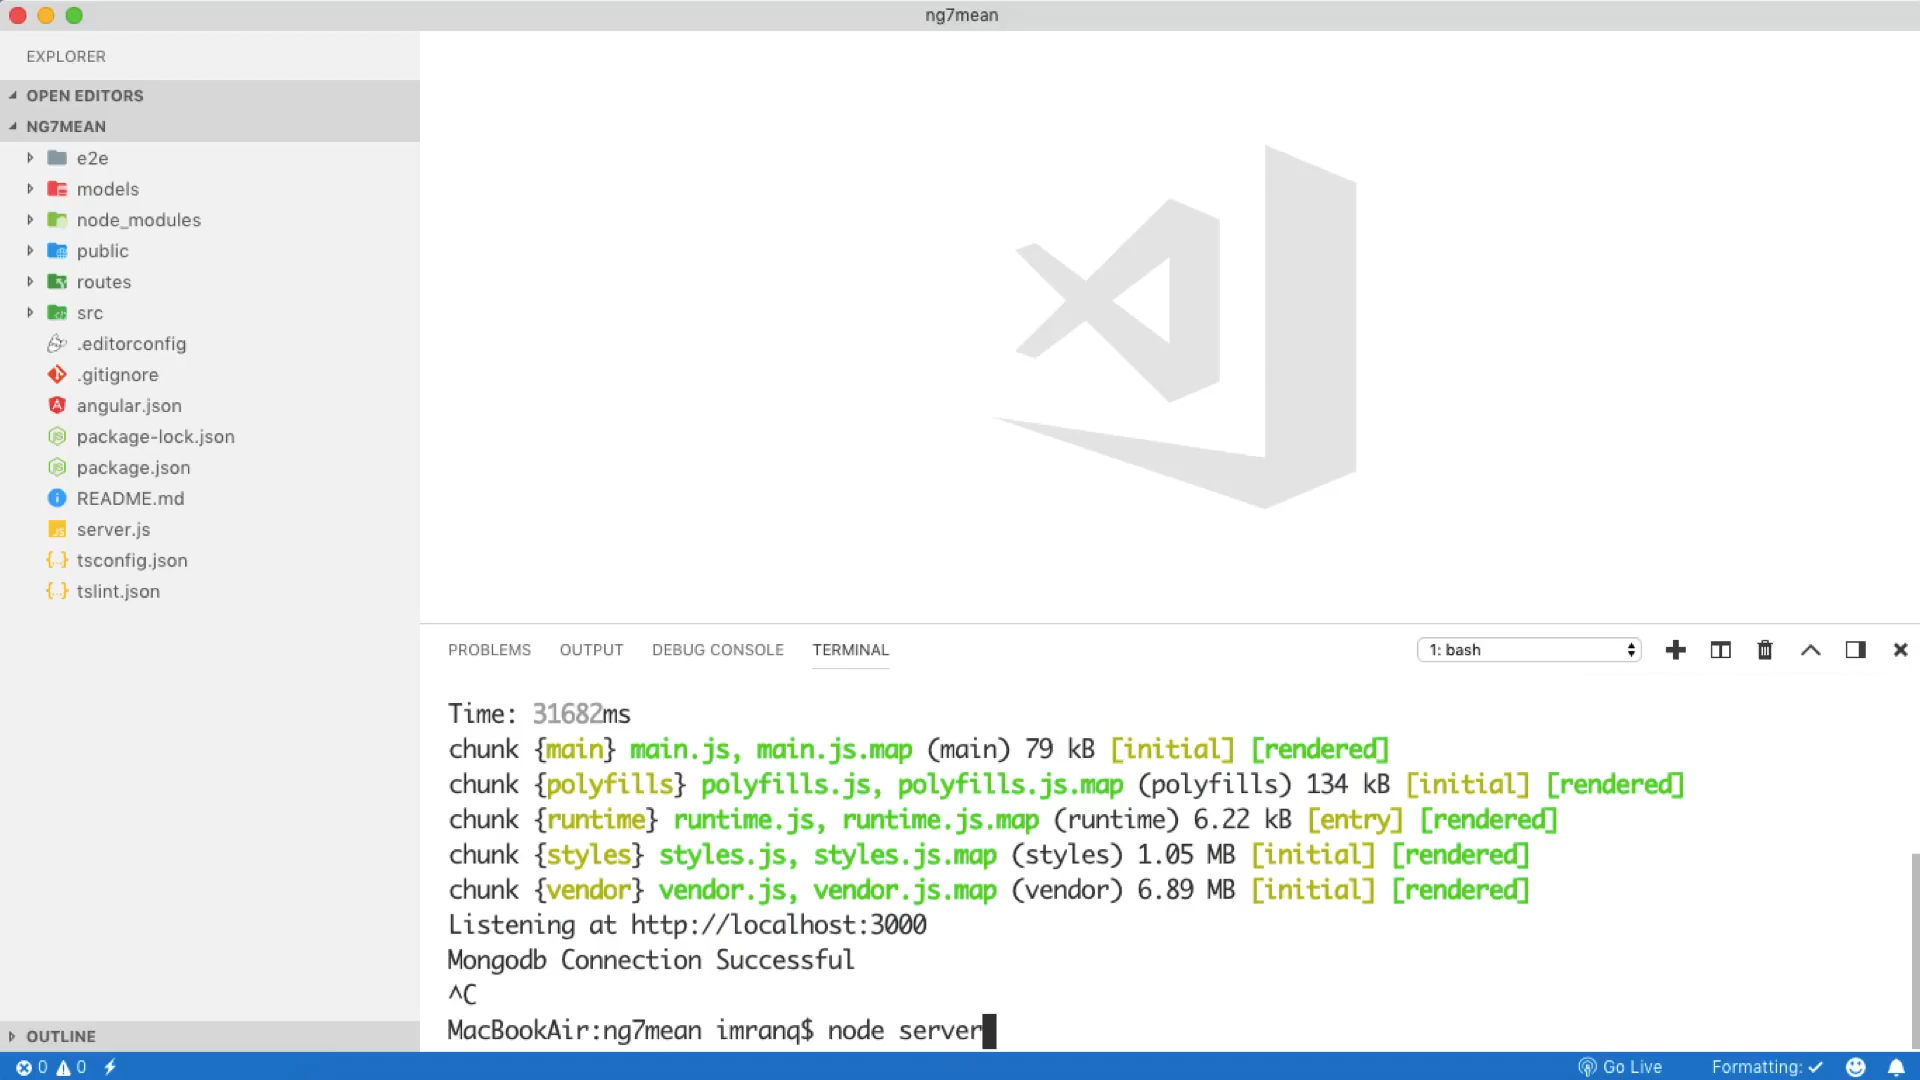 ng7mean
EXPLORER
OPEN EDITORS
NG7MEAN
e2e
models
node_modules
public
routes
src
.editorconfig
.gitignore
angular.json
package-lock.json
package.json
README.md
server.js
tsconfig.json
tslint.json
OUTLINE
PROBLEMS OUTPUT DEBUG CONSOLE TERMINAL 1: bash
Time: 31682ms
chunk {main} main.js, main.js.map (main) 79 kB [initial] [rendered]
chunk {polyfills} polyfills.js, polyfills.js.map (polyfills) 134 kB [initial] [rendered]
chunk {runtime} runtime.js, runtime.js.map (runtime) 6.22 kB [entry] [rendered]
chunk {styles} styles.js, styles.js.map (styles) 1.05 MB [initial] [rendered]
chunk {vendor} vendor.js, vendor.js.map (vendor) 6.89 MB [initial] [rendered]
Listening at http://localhost:3000
Mongodb Connection Successful
^C
MacBookAir:ng7mean imranq$ node server
0 0 Go Live Formatting: ✓